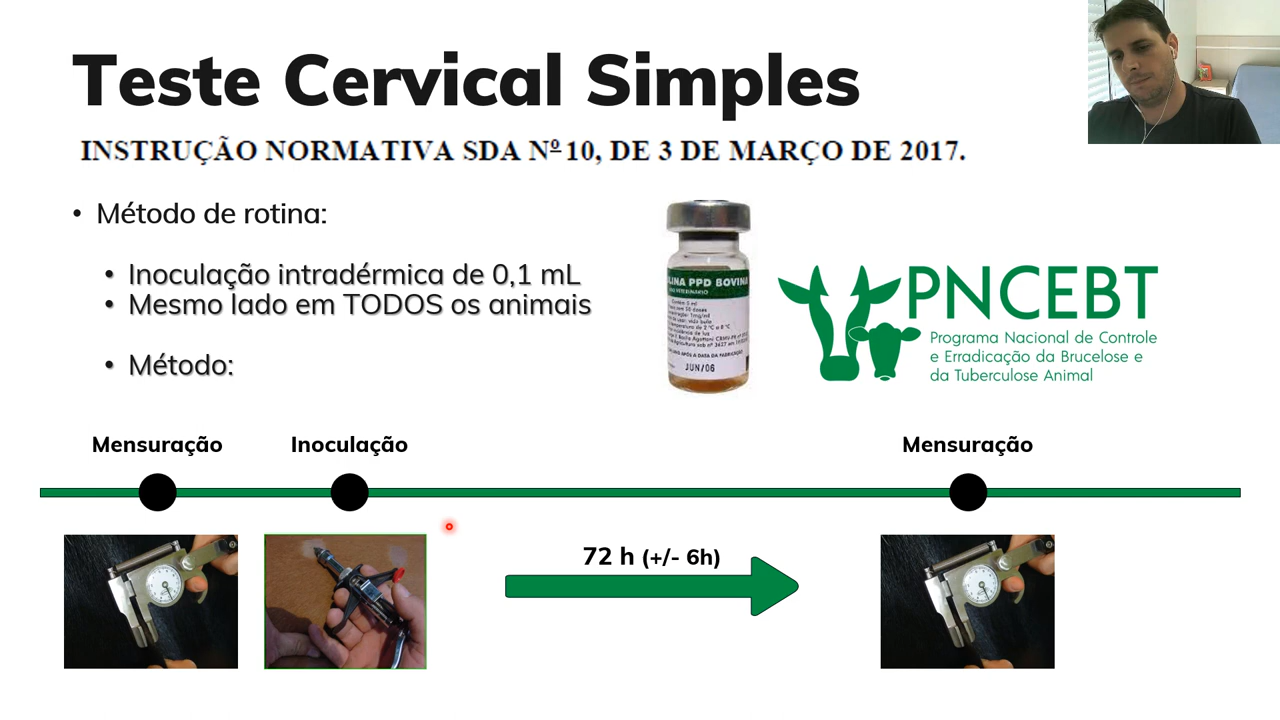 Teste Cervical Simples
INSTRUÇÃO NORMATIVA SDA Nº 10, DE 3 DE MARÇO DE 2017.
• Método de rotina:
• Inoculação intradérmica de 0,1 mL
• Mesmo lado em TODOS os animais
• Método:
LINA PPD BOVINA
JUN/06
PNCEBT
Programa Nacional de Controle
e Erradicação da Brucelose e
da Tuberculose Animal
Mensuração
Inoculação
Mensuração
72 h (+/- 6h)